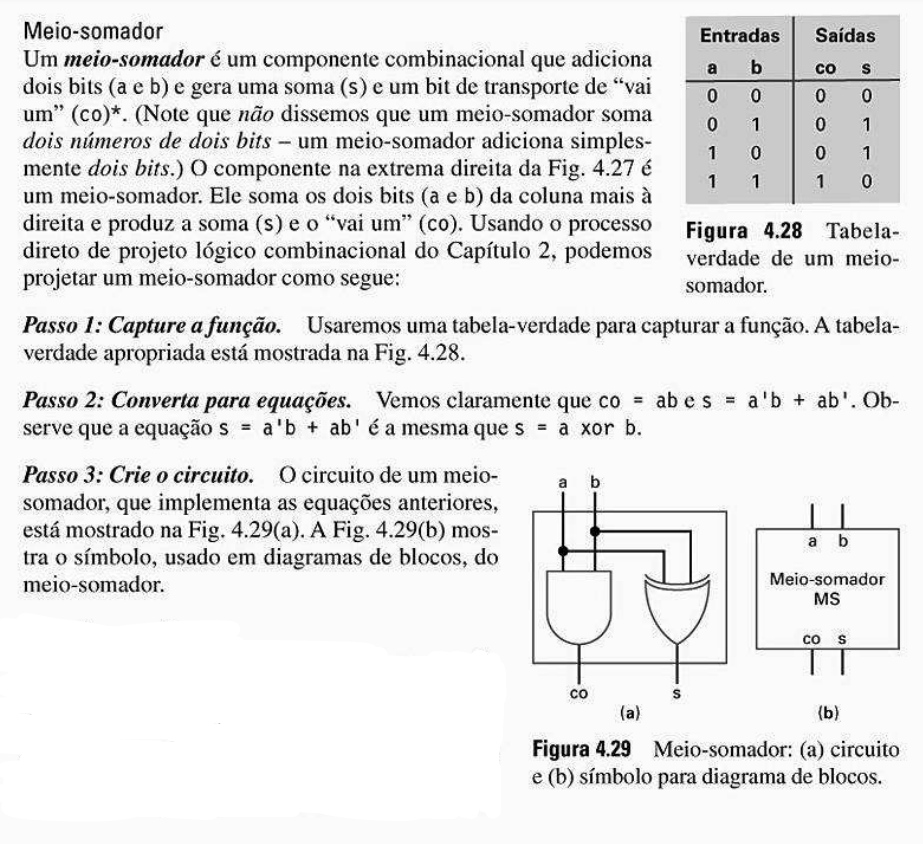 Meio-somador
Um meio-somador é um componente combinacional que adiciona
dois bits (a e b) e gera uma soma (s) e um bit de transporte de “vai
um” (co)*. (Note que não dissemos que um meio-somador soma
dois números de dois bits – um meio-somador adiciona simples-
mente dois bits.) O componente na extrema direita da Fig. 4.27 é
um meio-somador. Ele soma os dois bits (a e b) da coluna mais à
direita e produz a soma (s) e o “vai um” (co). Usando o processo
direto de projeto lógico combinacional do Capítulo 2, podemos
projetar um meio-somador como segue:
Entradas Saídas
a b co s
0 0 0 0
0 1 0 1
1 0 0 1
1 1 1 0
Figura 4.28 Tabela-
verdade de um meio-
somador.
Passo 1: Capture a função. Usaremos uma tabela-verdade para capturar a função. A tabela-
verdade apropriada está mostrada na Fig. 4.28.
Passo 2: Converta para equações. Vemos claramente que co = ab e s = a'b + ab'. Ob-
serve que a equação s = a'b + ab' é a mesma que s = a xor b.
Passo 3: Crie o circuito. O circuito de um meio-
somador, que implementa as equações anteriores,
está mostrado na Fig. 4.29(a). A Fig. 4.29(b) mos-
tra o símbolo, usado em diagramas de blocos, do
meio-somador.
a b
co s
(a)
a b
Meio-somador
MS
co s
(b)
Figura 4.29 Meio-somador: (a) circuito
e (b) símbolo para diagrama de blocos.